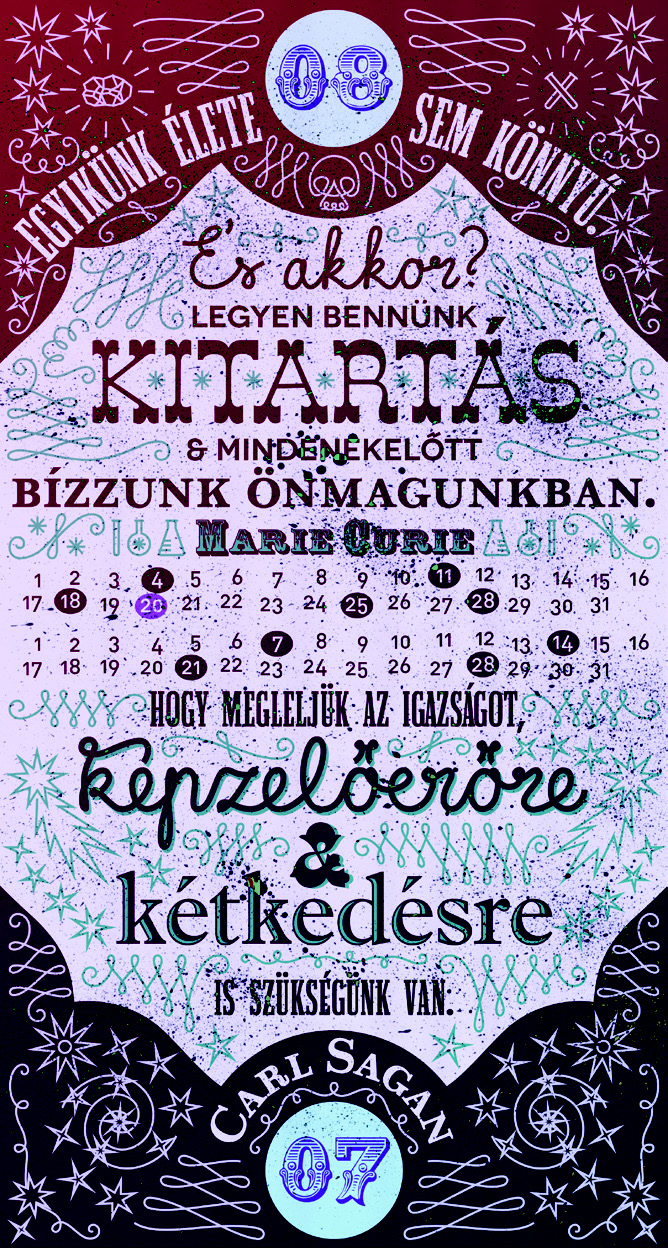 08
EGYIKÜNK ÉLETE SEM KÖNNYŰ.
És akkor?
LEGYEN BENNÜNK
KITARTÁS
& MINDENEKELŐTT
BÍZZUNK ÖNMAGUNKBAN.
MARIE CURIE
1 2 3 4 5 6 7 8 9 10 11 12 13 14 15 16
17 18 19 20 21 22 23 24 25 26 27 28 29 30 31
1 2 3 4 5 6 7 8 9 10 11 12 13 14 15 16
17 18 19 20 21 22 23 24 25 26 27 28 29 30 31
HOGY MEGLELJÜK AZ IGAZSÁGOT,
képzelőerőre
&
kétkedésre
IS SZÜKSÉGÜNK VAN.
CARL SAGAN
07